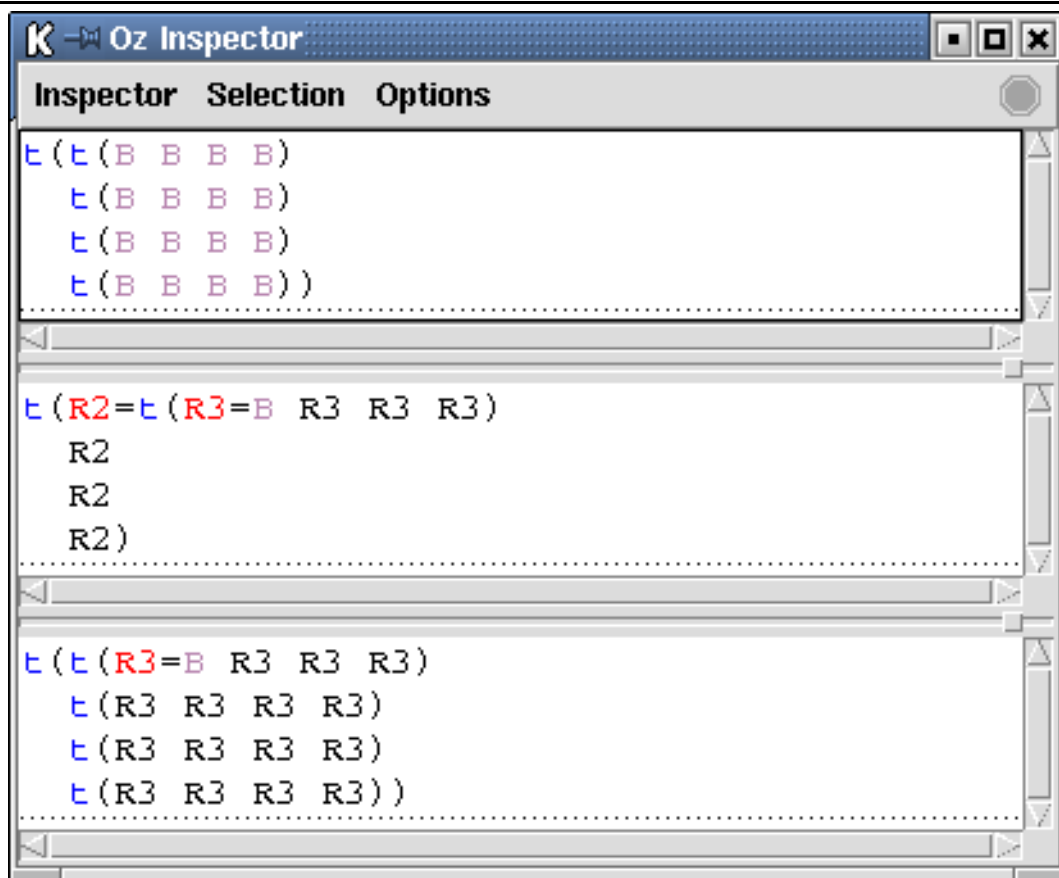 Oz Inspector
Inspector Selection Options
t(t(B B B B)
t(B B B B)
t(B B B B)
t(B B B B))
t(R2=t(R3=B R3 R3 R3)
R2
R2
R2)
t(t(R3=B R3 R3 R3)
t(R3 R3 R3 R3)
t(R3 R3 R3 R3)
t(R3 R3 R3 R3))